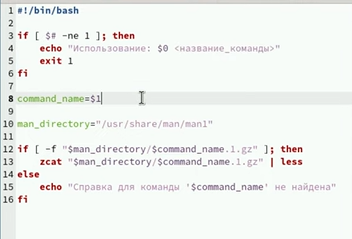 1 #!/bin/bash
2
3 if [ $# -ne 1 ]; then
4 echo "Использование: $0 <название_команды>"
5 exit 1
6 fi
7
8 command_name=$1
9
10 man_directory="/usr/share/man/man1"
11
12 if [ -f "$man_directory/$command_name.1.gz" ]; then
13 zcat "$man_directory/$command_name.1.gz" | less
14 else
15 echo "Справка для команды '$command_name' не найдена"
16 fi